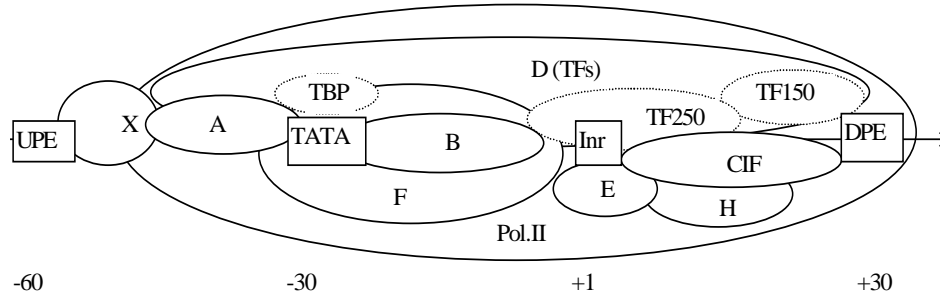 D (TFs)
TBP
TF150
UPE
X
A
TATA
B
TF250
Inr
DPE
CIF
F
E
H
Pol.II
-60
-30
+1
+30